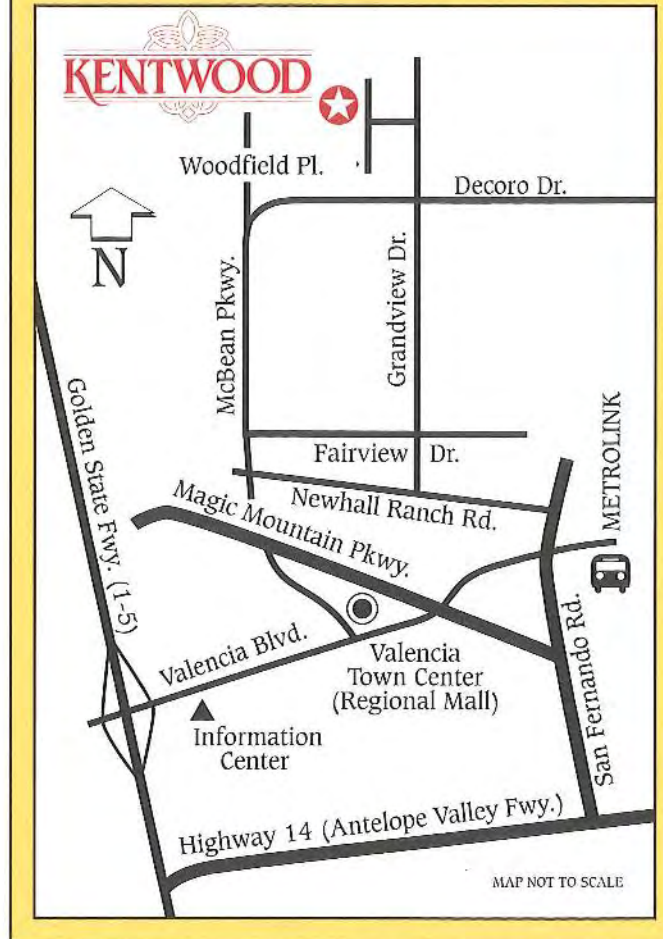 KENTWOOD
Woodfield Pl.
Decoro Dr.
N
McBean Pkwy.
Grandview Dr.
Golden State Fwy. (1-5)
Fairview Dr.
METROLINK
Newhall Ranch Rd.
Magic Mountain Pkwy.
Valencia Blvd.
Valencia
Town Center
(Regional Mall)
San Fernando Rd.
Information
Center
Highway 14 (Antelope Valley Fwy.)
MAP NOT TO SCALE